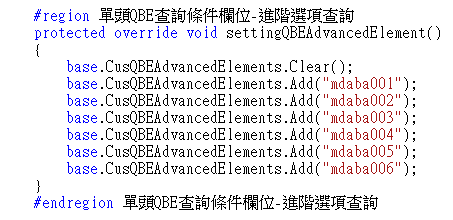 #region 單頭QBE查詢條件欄位-進階選項查詢
protected override void settingQBEAdvancedElement()
{
    base.CusQBEAdvancedElements.Clear();
    base.CusQBEAdvancedElements.Add("mdaba001");
    base.CusQBEAdvancedElements.Add("mdaba002");
    base.CusQBEAdvancedElements.Add("mdaba003");
    base.CusQBEAdvancedElements.Add("mdaba004");
    base.CusQBEAdvancedElements.Add("mdaba005");
    base.CusQBEAdvancedElements.Add("mdaba006");
}
#endregion 單頭QBE查詢條件欄位-進階選項查詢